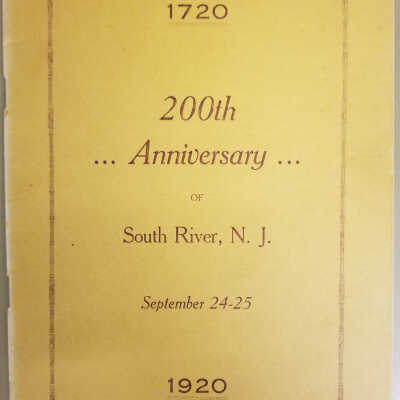 1720
200th
... Anniversary ...
OF
South River, N. J.
September 24-25
1920